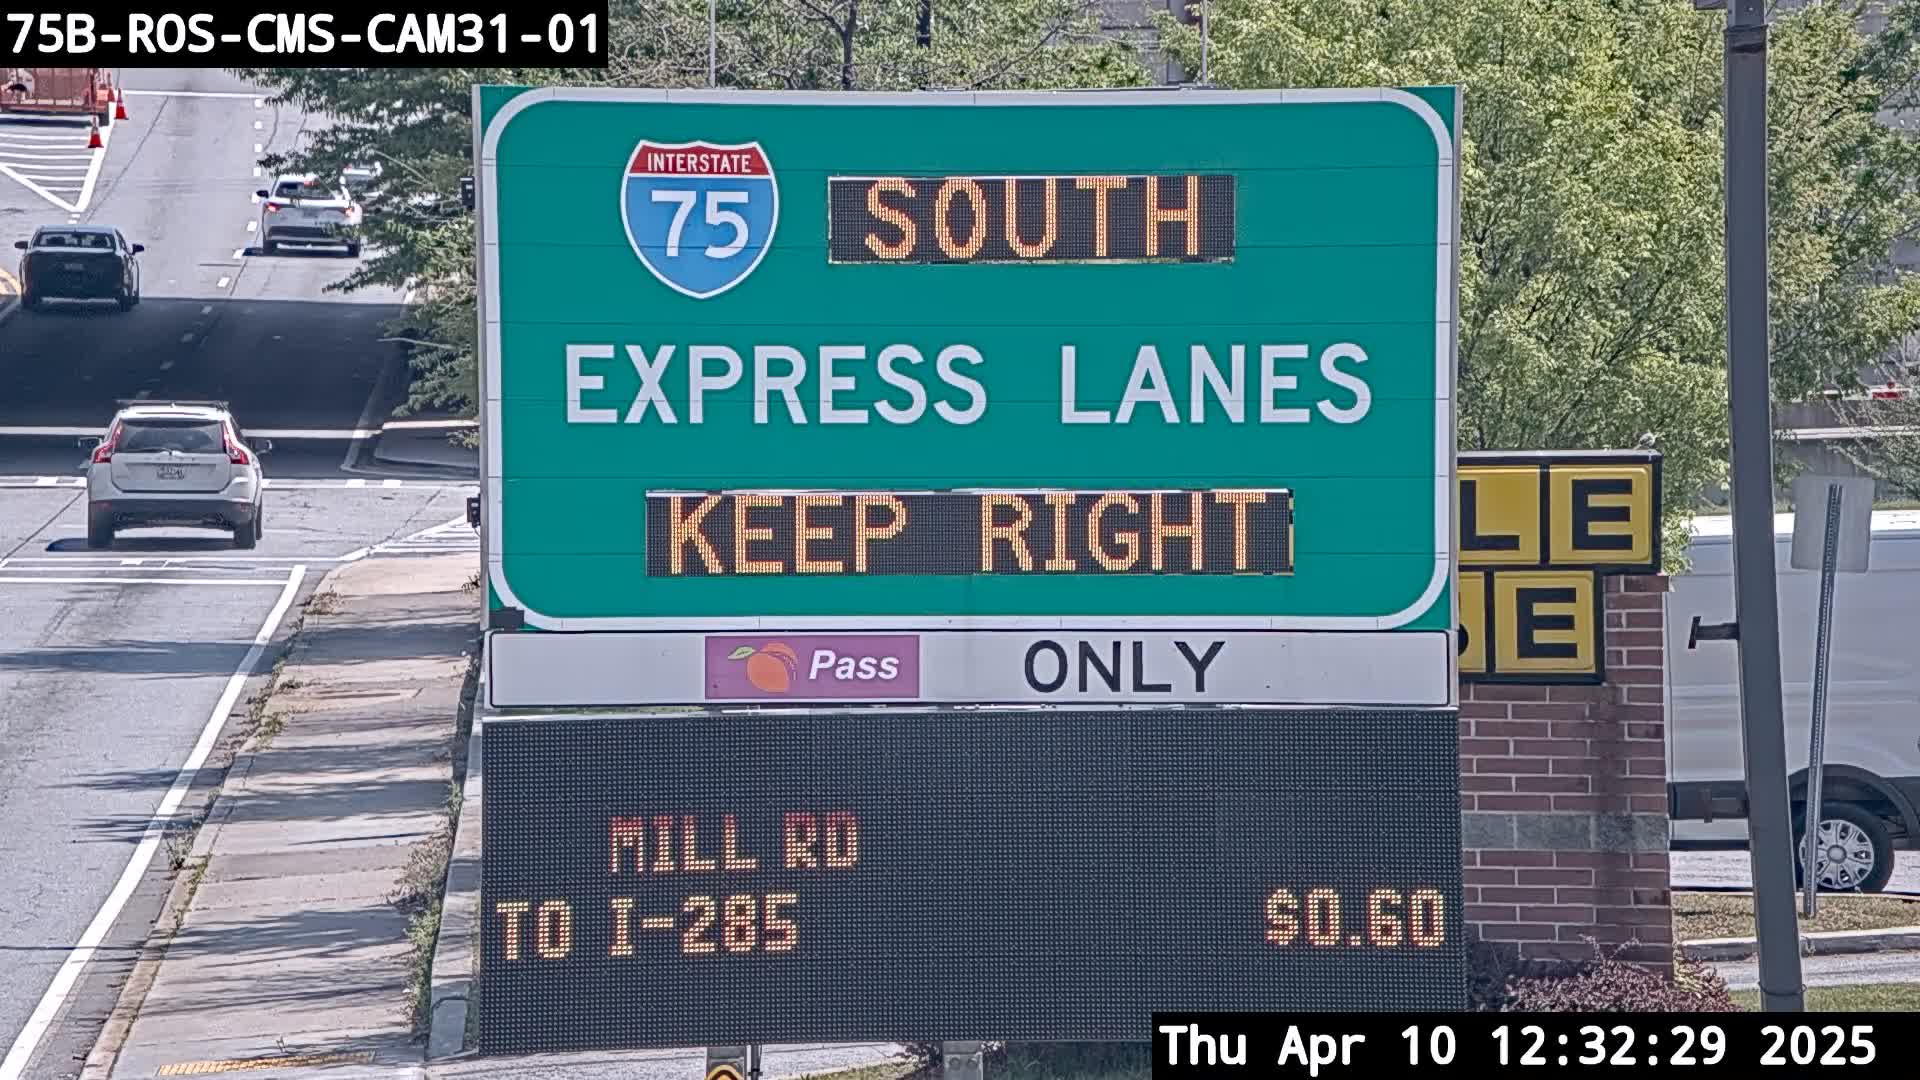 75B-ROS-CMS-CAM31-01
INTERSTATE
75
SOUTH
EXPRESS LANES
KEEP RIGHT
LE
E
Pass ONLY
MILL RD
TO I-285 $0.60
Thu Apr 10 12:32:29 2025